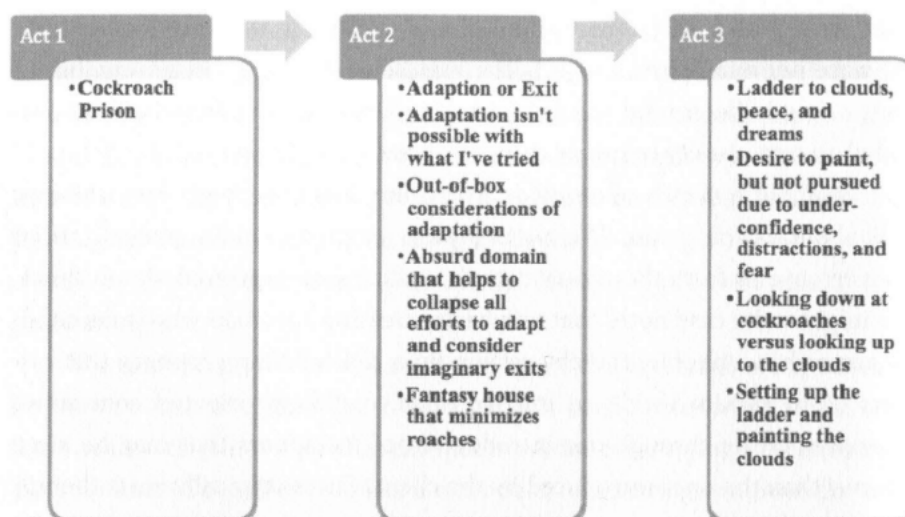 Act 1
•Cockroach
Prison
Act 2
•Adaption or Exit
•Adaptation isn't
possible with
what I've tried
•Out-of-box
considerations of
adaptation
•Absurd domain
that helps to
collapse all
efforts to adapt
and consider
imaginary exits
•Fantasy house
that minimizes
roaches
Act 3
•Ladder to clouds,
peace, and
dreams
•Desire to paint,
but not pursued
due to under-
confidence,
distractions, and
fear
•Looking down at
cockroaches
versus looking up
to the clouds
•Setting up the
ladder and
painting the
clouds